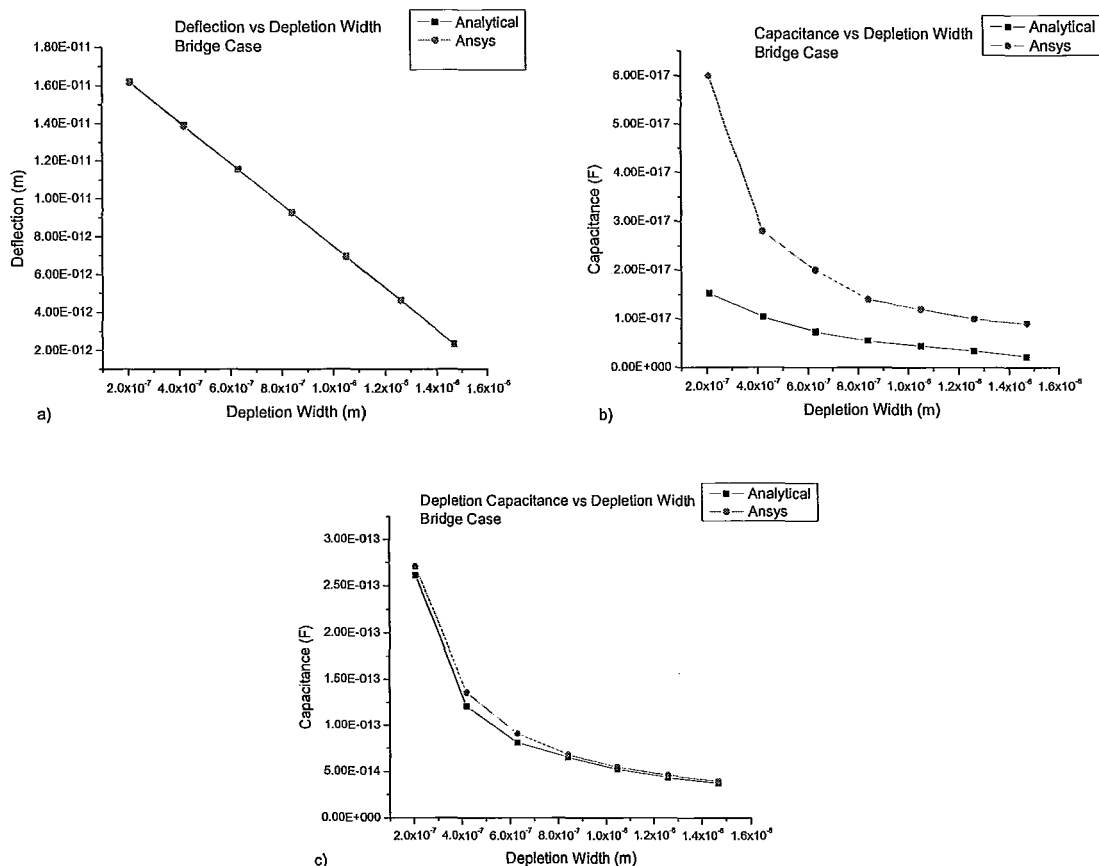 Deflection vs Depletion Width
Bridge Case
Analytical
Ansys
1.80E-011
1.60E-011
1.40E-011
1.20E-011
1.00E-011
8.00E-012
6.00E-012
4.00E-012
2.00E-012
Deflection (m)
2.0x10⁻⁷ 4.0x10⁻⁷ 6.0x10⁻⁷ 8.0x10⁻⁷ 1.0x10⁻⁶ 1.2x10⁻⁶ 1.4x10⁻⁶ 1.6x10⁻⁶
Depletion Width (m)
a)
Capacitance vs Depletion Width
Bridge Case
Analytical
Ansys
6.00E-017
5.00E-017
4.00E-017
3.00E-017
2.00E-017
1.00E-017
0.00E+000
Capacitance (F)
2.0x10⁻⁷ 4.0x10⁻⁷ 6.0x10⁻⁷ 8.0x10⁻⁷ 1.0x10⁻⁶ 1.2x10⁻⁶ 1.4x10⁻⁶ 1.6x10⁻⁶
Depletion Width (m)
b)
Depletion Capacitance vs Depletion Width
Bridge Case
Analytical
Ansys
3.00E-013
2.50E-013
2.00E-013
1.50E-013
1.00E-013
5.00E-014
0.00E+000
Capacitance (F)
2.0x10⁻⁷ 4.0x10⁻⁷ 6.0x10⁻⁷ 8.0x10⁻⁷ 1.0x10⁻⁶ 1.2x10⁻⁶ 1.4x10⁻⁶ 1.6x10⁻⁶
Depletion Width (m)
c)